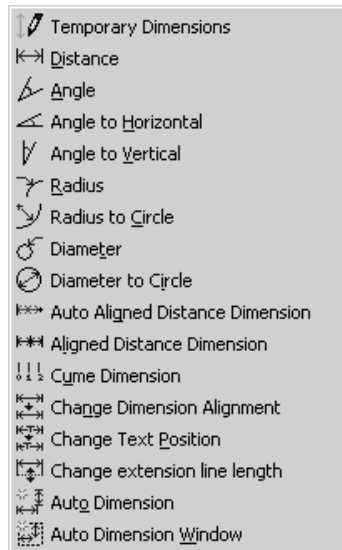 Temporary Dimensions
Distance
Angle
Angle to Horizontal
Angle to Vertical
Radius
Radius to Circle
Diameter
Diameter to Circle
Auto Aligned Distance Dimension
Aligned Distance Dimension
Cume Dimension
Change Dimension Alignment
Change Text Position
Change extension line length
Auto Dimension
Auto Dimension Window